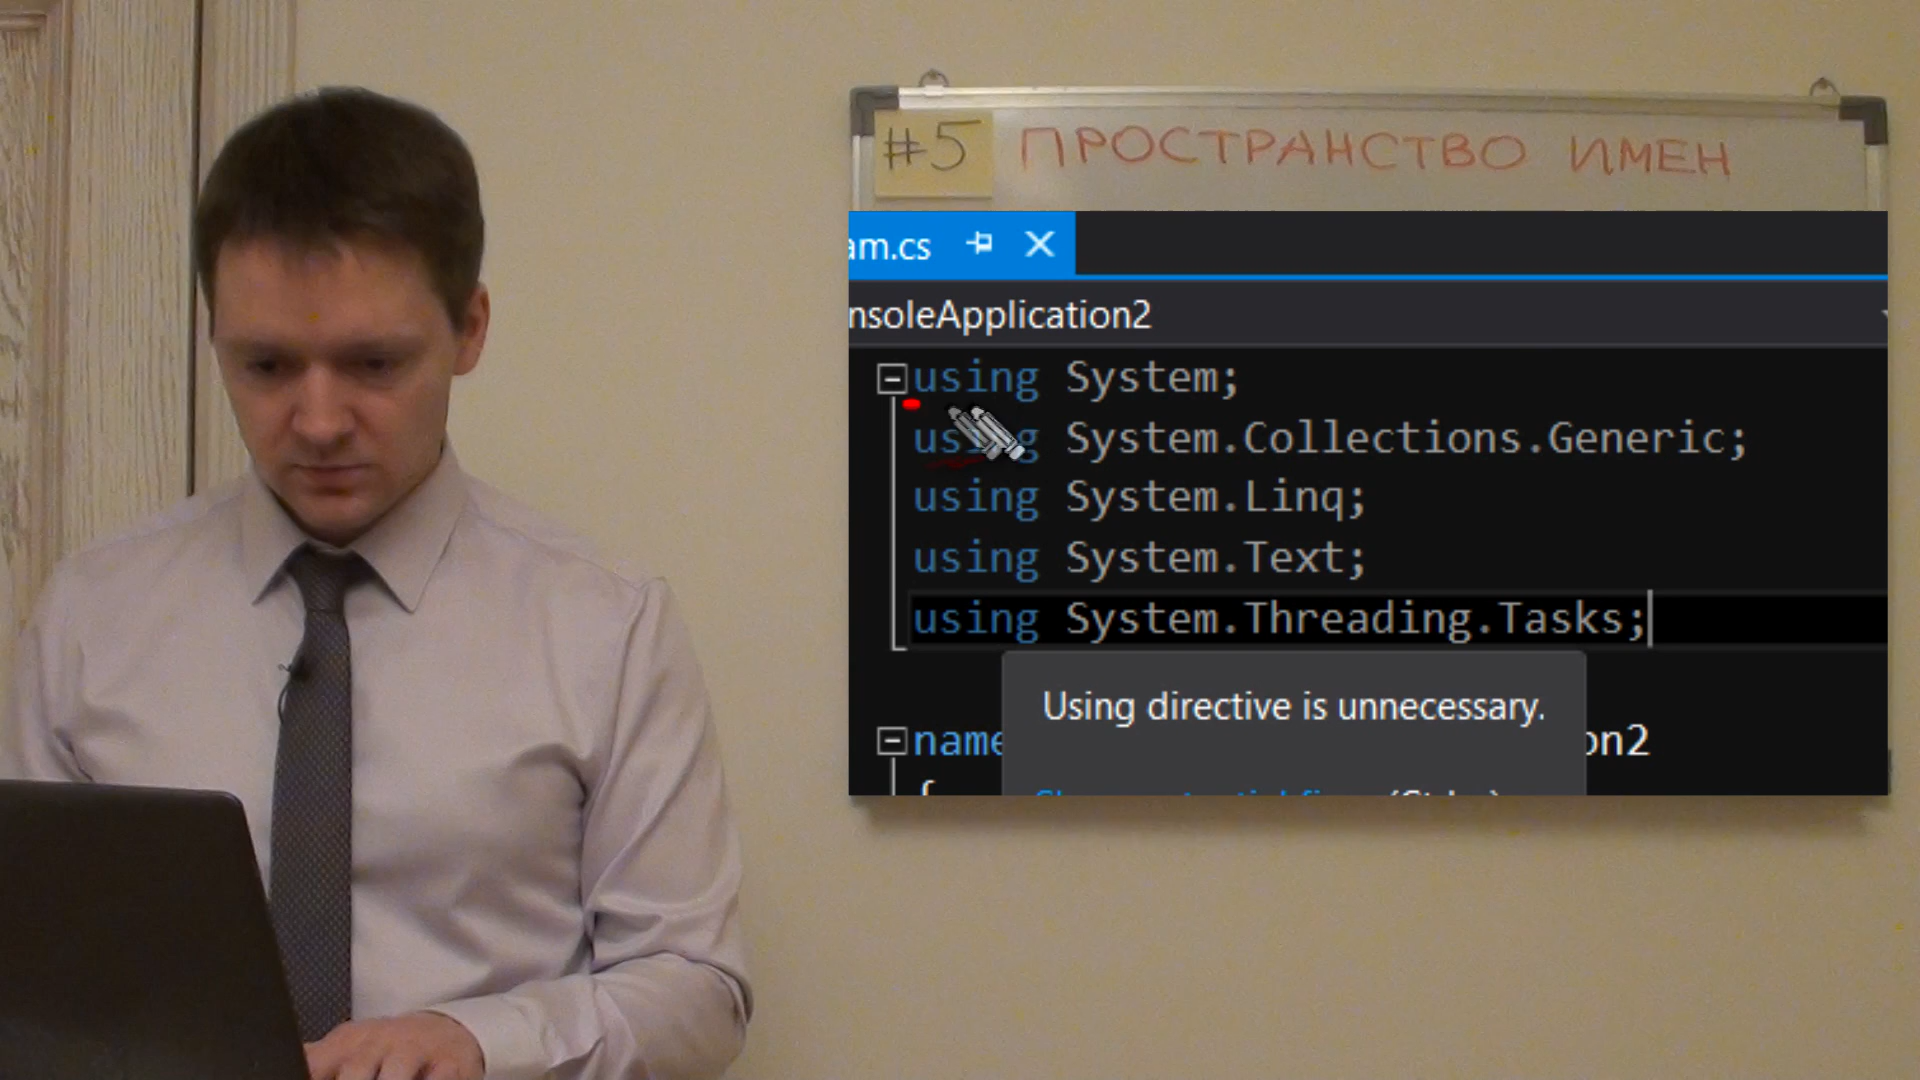 #5 ПРОСТРАНСТВО ИМЕН
am.cs
nsoleApplication2
using System;
using System.Collections.Generic;
using System.Linq;
using System.Text;
using System.Threading.Tasks;
Using directive is unnecessary.
name on2
{